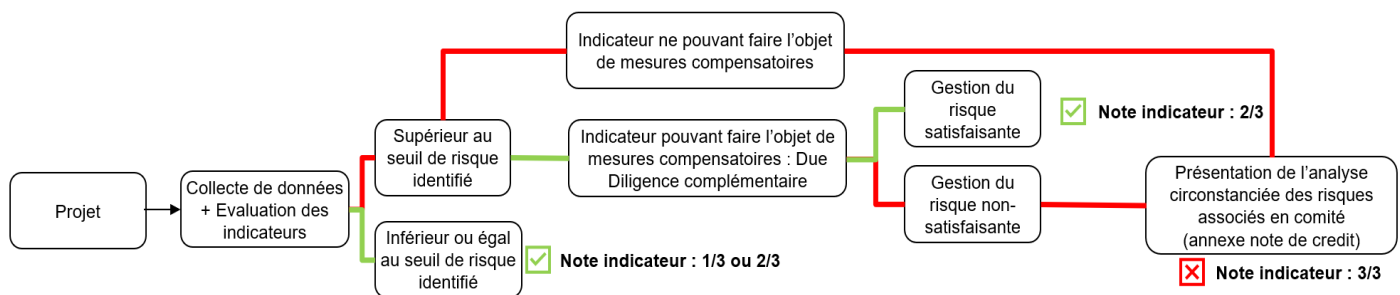 Indicateur ne pouvant faire l’objet
de mesures compensatoires
Gestion du
risque
satisfaisante
Note indicateur : 2/3
Supérieur au
seuil de risque
identifié
Indicateur pouvant faire l’objet de
mesures compensatoires : Due
Diligence complémentaire
Projet
Collecte de données
+ Evaluation des
indicateurs
Gestion du
risque non-
satisfaisante
Présentation de l’analyse
circonstanciée des risques
associés en comité
(annexe note de credit)
Inférieur ou égal
au seuil de risque
identifié
Note indicateur : 1/3 ou 2/3
Note indicateur : 3/3